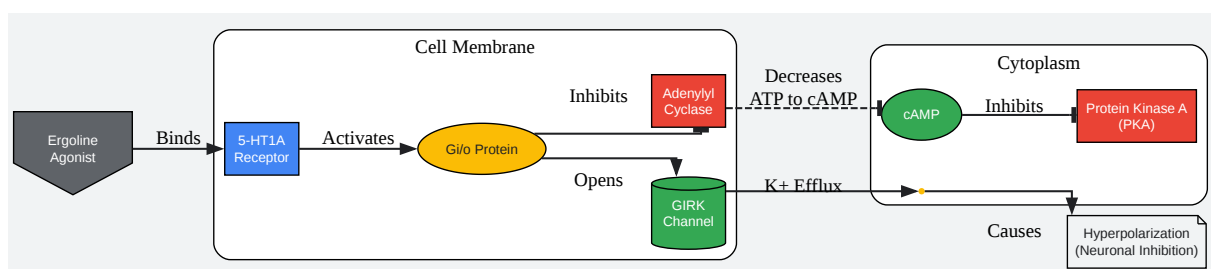 Cell Membrane
Cytoplasm
Ergoline
Agonist
Binds
5-HT1A
Receptor
Activates
Gi/o Protein
Inhibits
Adenylyl
Cyclase
Decreases
ATP to cAMP
cAMP
Inhibits
Protein Kinase A
(PKA)
Opens
GIRK
Channel
K+ Efflux
Causes
Hyperpolarization
(Neuronal Inhibition)